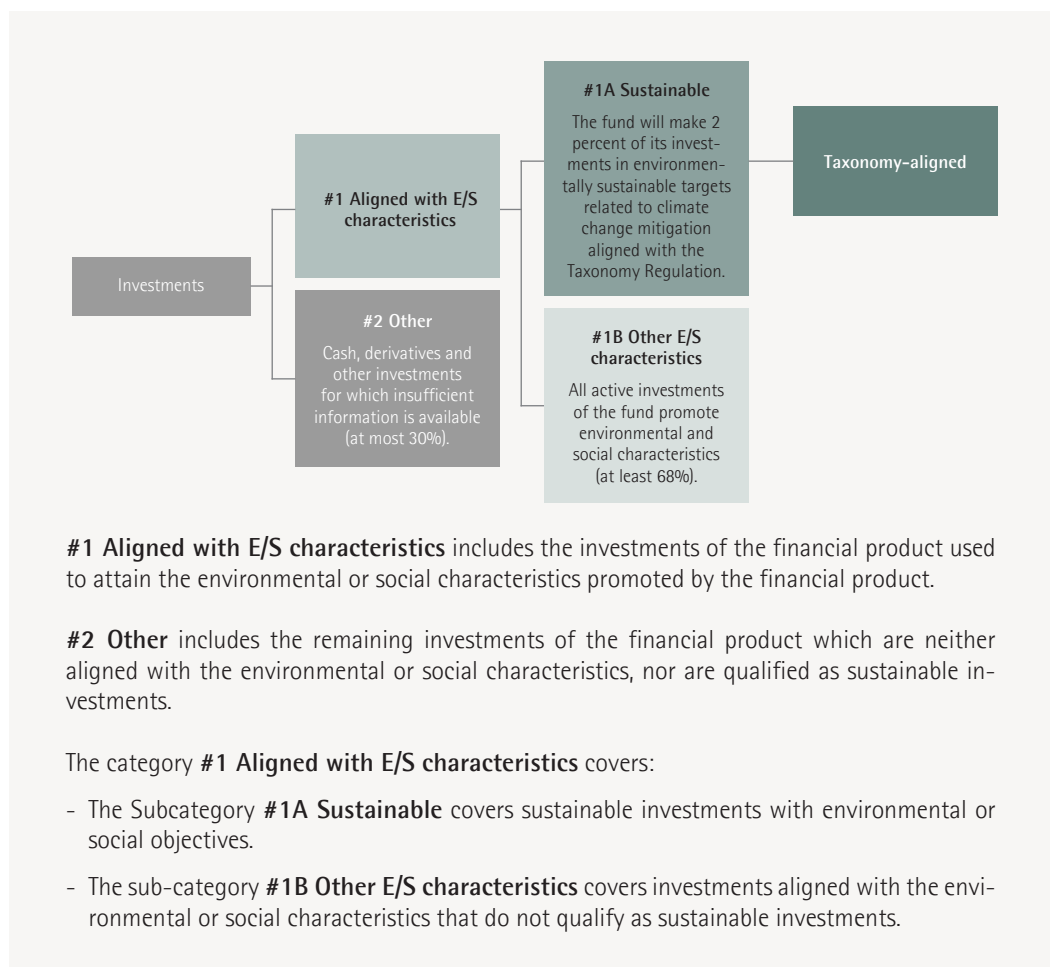 #1A Sustainable
The fund will make 2
percent of its invest-
ments in environmen-
tally sustainable targets
related to climate
change mitigation
aligned with the
Taxonomy Regulation.
Taxonomy-aligned
#1 Aligned with E/S
characteristics
Investments
#2 Other
Cash, derivatives and
other investments
for which insufficient
information is available
(at most 30%).
#1B Other E/S
characteristics
All active investments
of the fund promote
environmental and
social characteristics
(at least 68%).
#1 Aligned with E/S characteristics includes the investments of the financial product used
to attain the environmental or social characteristics promoted by the financial product.
#2 Other includes the remaining investments of the financial product which are neither
aligned with the environmental or social characteristics, nor are qualified as sustainable in-
vestments.
The category #1 Aligned with E/S characteristics covers:
- The Subcategory #1A Sustainable covers sustainable investments with environmental or
social objectives.
- The sub-category #1B Other E/S characteristics covers investments aligned with the envi-
ronmental or social characteristics that do not qualify as sustainable investments.